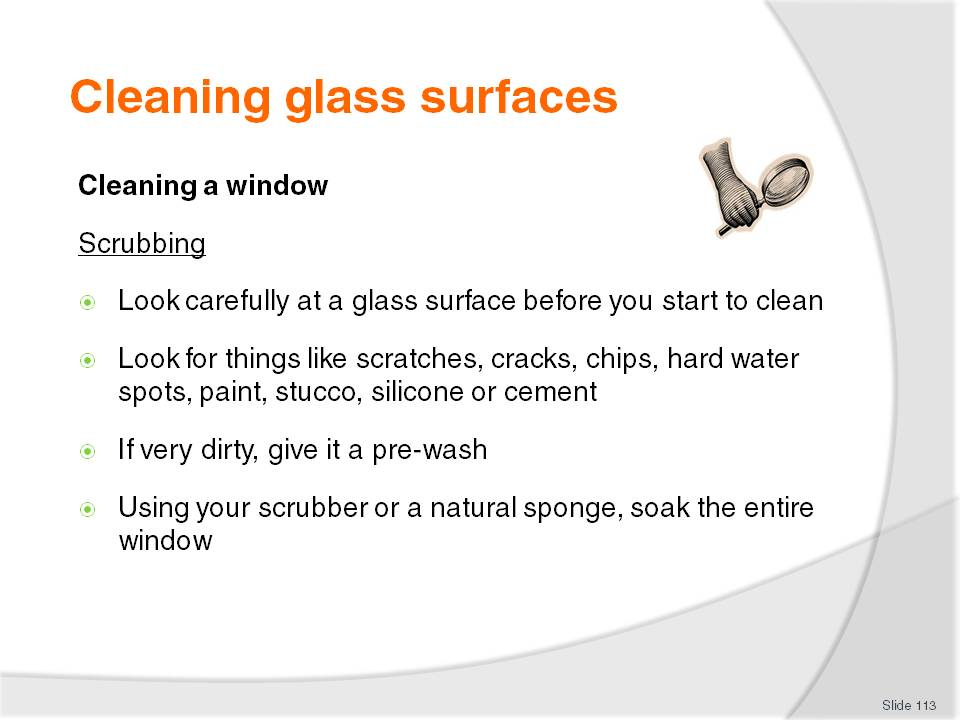 Cleaning glass surfaces
Cleaning a window
Scrubbing
Look carefully at a glass surface before you start to clean
Look for things like scratches, cracks, chips, hard water
spots, paint, stucco, silicone or cement
If very dirty, give it a pre-wash
Using your scrubber or a natural sponge, soak the entire
window
Slide 113